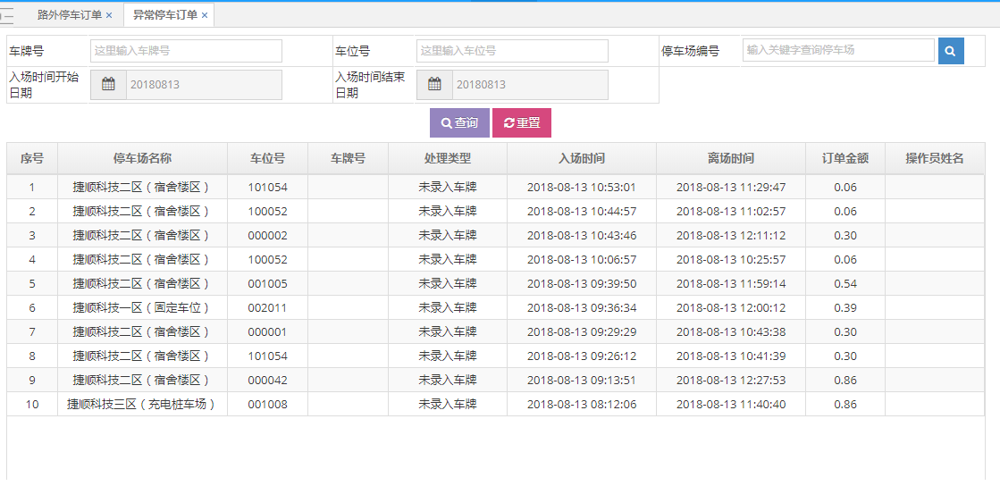 路外停车订单 × 异常停车订单 ×
车牌号 这里输入车牌号 车位号 这里输入车位号 停车场编号 输入关键字查询停车场
入场时间开始日期 20180813 入场时间结束日期 20180813
查询 重置
序号 停车场名称 车位号 车牌号 处理类型 入场时间 离场时间 订单金额 操作员姓名
1 捷顺科技二区（宿舍楼区） 101054 未录入车牌 2018-08-13 10:53:01 2018-08-13 11:29:47 0.06
2 捷顺科技二区（宿舍楼区） 100052 未录入车牌 2018-08-13 10:44:57 2018-08-13 11:02:57 0.06
3 捷顺科技二区（宿舍楼区） 000002 未录入车牌 2018-08-13 10:43:46 2018-08-13 12:11:12 0.30
4 捷顺科技二区（宿舍楼区） 100052 未录入车牌 2018-08-13 10:06:57 2018-08-13 10:25:57 0.06
5 捷顺科技二区（宿舍楼区） 001005 未录入车牌 2018-08-13 09:39:50 2018-08-13 11:59:14 0.54
6 捷顺科技一区（固定车位） 002011 未录入车牌 2018-08-13 09:36:34 2018-08-13 12:00:12 0.39
7 捷顺科技二区（宿舍楼区） 000001 未录入车牌 2018-08-13 09:29:29 2018-08-13 10:43:38 0.30
8 捷顺科技二区（宿舍楼区） 101054 未录入车牌 2018-08-13 09:26:12 2018-08-13 10:41:39 0.30
9 捷顺科技二区（宿舍楼区） 000042 未录入车牌 2018-08-13 09:13:51 2018-08-13 12:27:53 0.86
10 捷顺科技三区（充电桩车场） 001008 未录入车牌 2018-08-13 08:12:06 2018-08-13 11:40:40 0.86